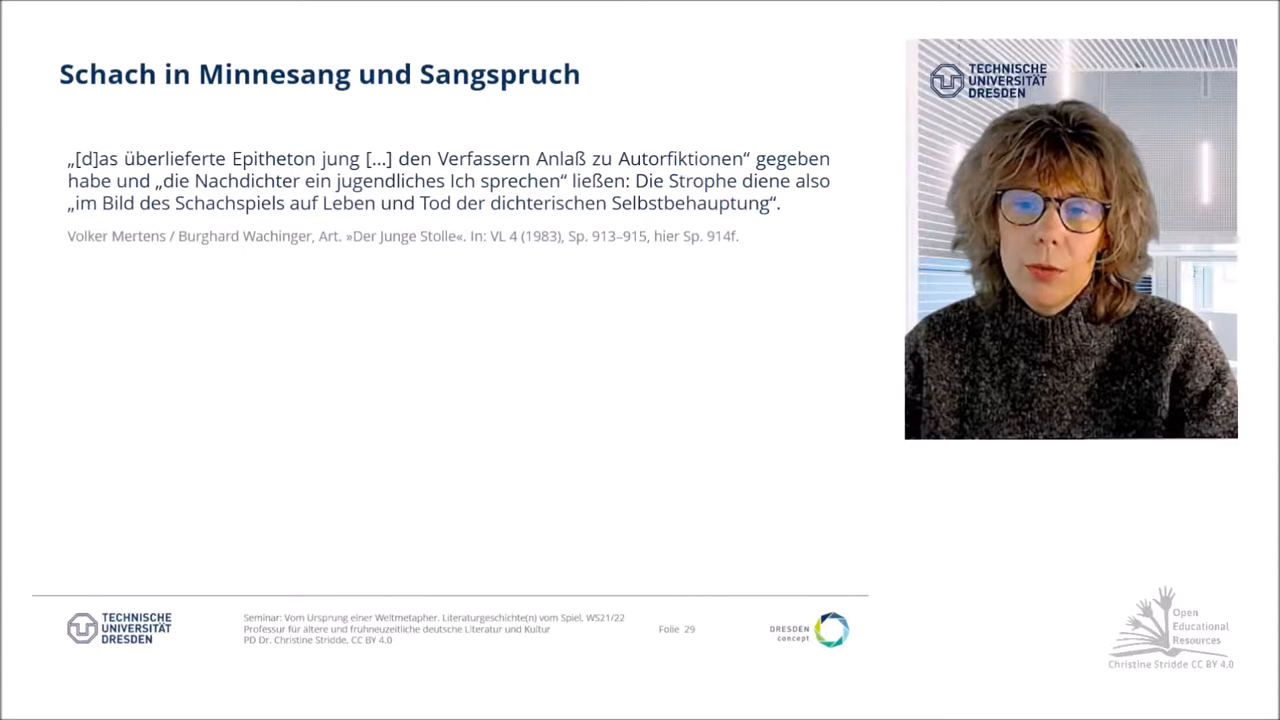 Schach in Minnesang und Sangspruch
„[d]as überlieferte Epitheton jung [...] den Verfassern Anlaß zu Autorfiktionen“ gegeben
habe und „die Nachdichter ein jugendliches Ich sprechen“ ließen: Die Strophe diene also
„im Bild des Schachspiels auf Leben und Tod der dichterischen Selbstbehauptung“.
Volker Mertens / Burghard Wachinger, Art. »Der Junge Stolle«. In: VL 4 (1983), Sp. 913–915, hier Sp. 914f.
TECHNISCHE
UNIVERSITÄT
DRESDEN
TECHNISCHE
UNIVERSITÄT
DRESDEN
Seminar: Vom Ursprung einer Weltmetapher. Literaturgeschichte(n) vom Spiel, WS21/22
Professur für ältere und frühneuzeitliche deutsche Literatur und Kultur
PD Dr. Christine Stridde, CC BY 4.0
Folie 29
DRESDEN
concept
Open
Educational
Resources
Christine Stridde CC BY 4.0